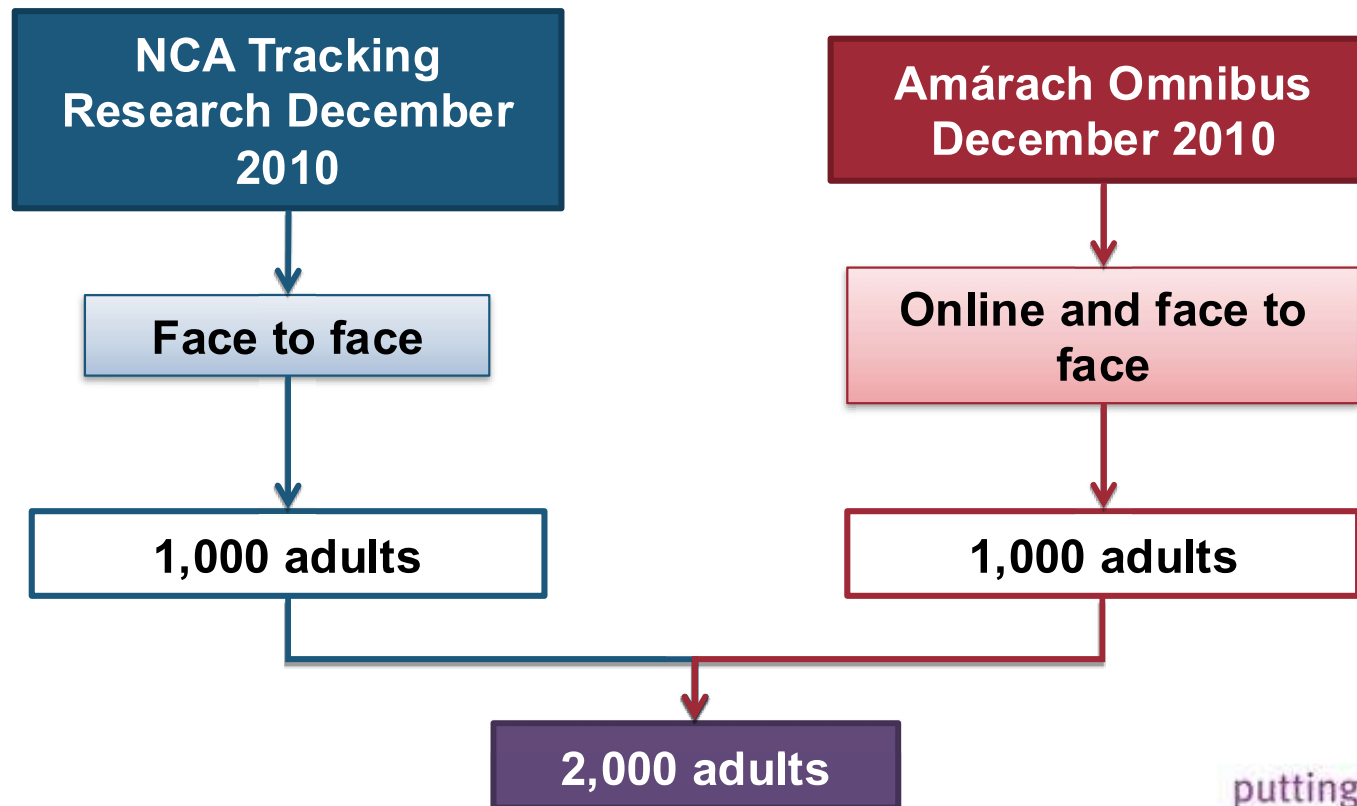 NCA Tracking
Research December
2010
Amárach Omnibus
December 2010
Face to face
Online and face to
face
1,000 adults
1,000 adults
2,000 adults
putting